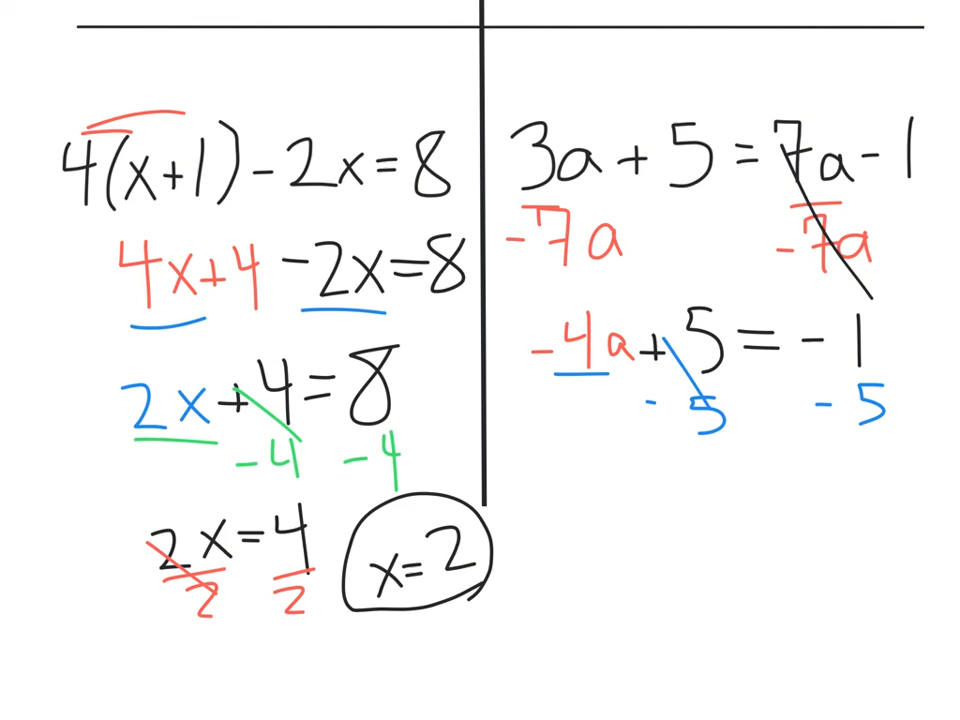 4(x+1) - 2x = 8
4x+4 - 2x = 8
2x + 4 = 8
- 4 - 4
2x = 4
2 2
x = 2
3a + 5 = 7a - 1
- 7a - 7a
- 4a + 5 = - 1
- 5 - 5